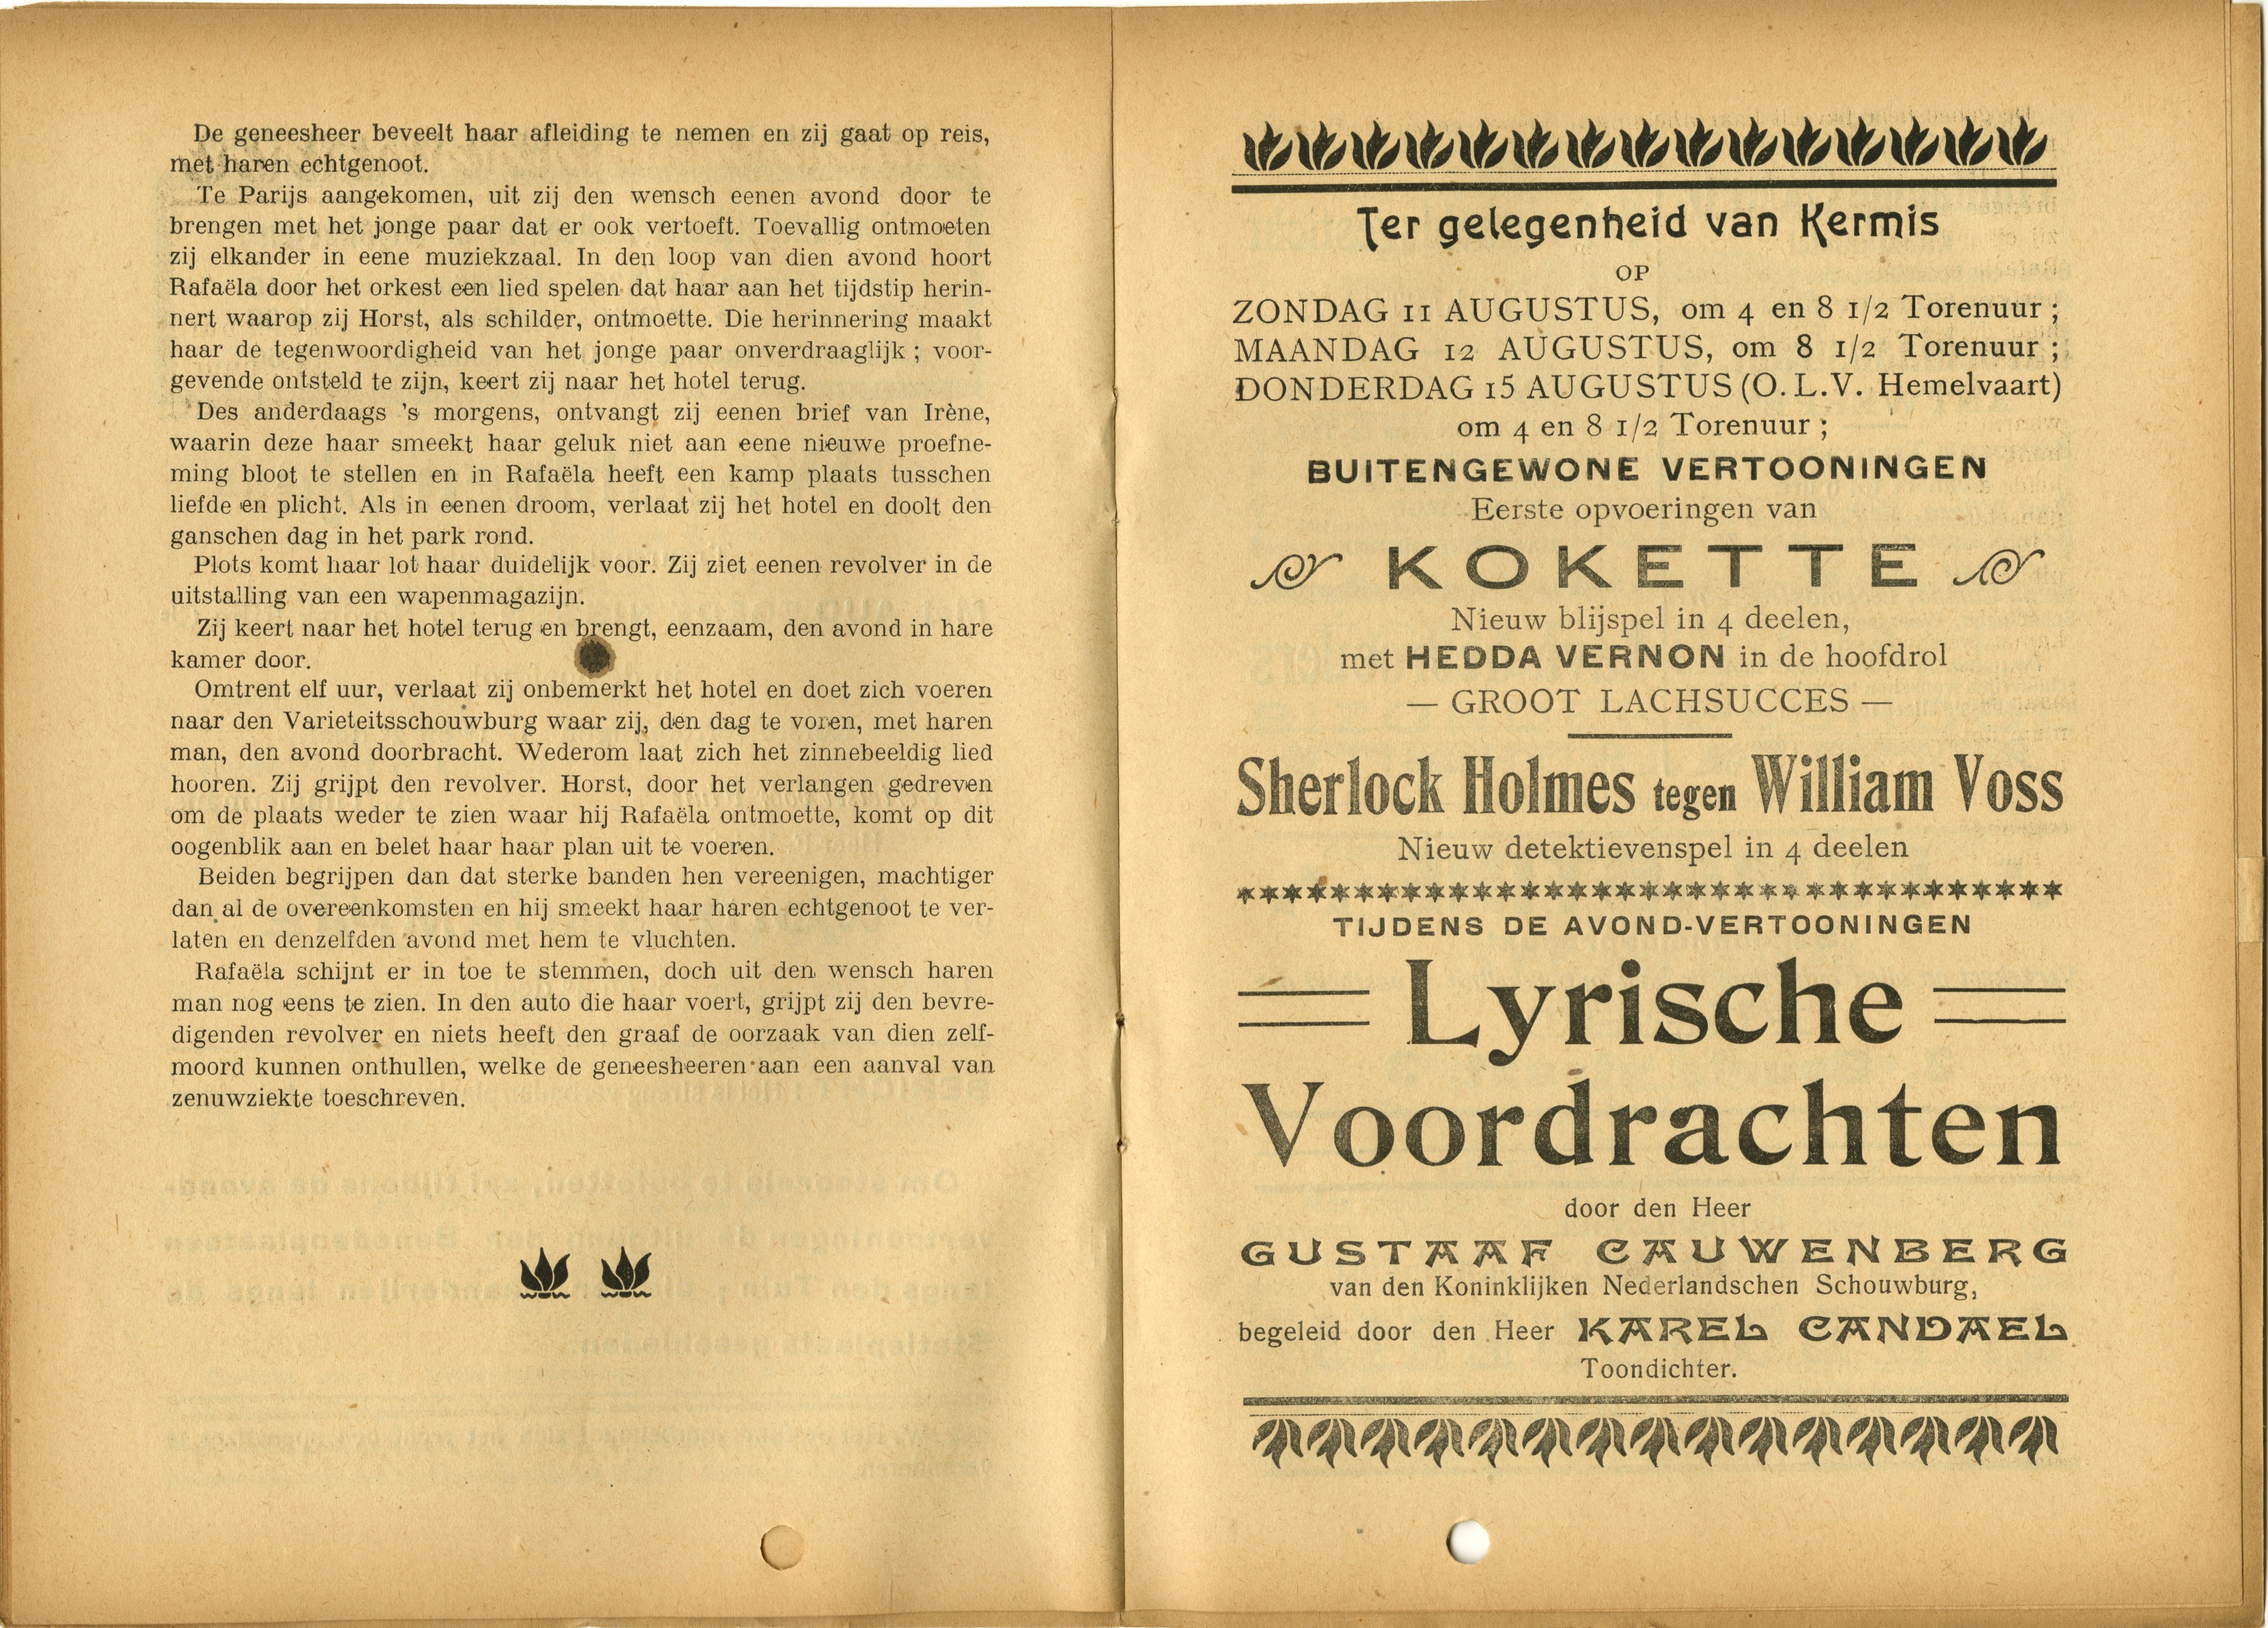 De geneesheer beveelt haar afleiding te nemen en zij gaat op reis,
met haren echtgenoot.
Te Parijs aangekomen, uit zij den wensch eenen avond door te
brengen met het jonge paar dat er ook vertoeft. Toevallig ontmoeten
zij elkander in eene muziekzaal. In den loop van dien avond hoort
Rafaëla door het orkest een lied spelen dat haar aan het tijdstip herin-
nert waarop zij Horst, als schilder, ontmoette. Die herinnering maakt
haar de tegenwoordigheid van het jonge paar onverdraaglijk ; voor-
gevende ontsteld te zijn, keert zij naar het hotel terug.
Des anderdaags 's morgens, ontvangt zij eenen brief van Irène,
waarin deze haar smeekt haar geluk niet aan eene nieuwe proefne-
ming bloot te stellen en in Rafaëla heeft een kamp plaats tusschen
liefde en plicht. Als in eenen droom, verlaat zij het hotel en doolt den
ganschen dag in het park rond.
Plots komt haar lot haar duidelijk voor. Zij ziet eenen revolver in de
uitstalling van een wapenmagazijn.
Zij keert naar het hotel terug en brengt, eenzaam, den avond in hare
kamer door.
Omtrent elf uur, verlaat zij onbemerkt het hotel en doet zich voeren
naar den Varieteitsschouwburg waar zij, den dag te voren, met haren
man, den avond doorbracht. Wederom laat zich het zinnebeeldig lied
hooren. Zij grijpt den revolver. Horst, door het verlangen gedreven
om de plaats weder te zien waar hij Rafaëla ontmoette, komt op dit
oogenblik aan en belet haar haar plan uit te voeren.
Beiden begrijpen dan dat sterke banden hen vereenigen, machtiger
dan al de overeenkomsten en hij smeekt haar haren echtgenoot te ver-
laten en denzelfden avond met hem te vluchten.
Rafaëla schijnt er in toe te stemmen, doch uit den wensch haren
man nog eens te zien. In den auto die haar voert, grijpt zij den bevre-
digenden revolver en niets heeft den graaf de oorzaak van dien zelf-
moord kunnen onthullen, welke de geneesheeren aan een aanval van
zenuwziekte toeschreven.
Ter gelegenheid van Kermis
OP
ZONDAG 11 AUGUSTUS, om 4 en 8 1/2 Torenuur ;
MAANDAG 12 AUGUSTUS, om 8 1/2 Torenuur ;
DONDERDAG 15 AUGUSTUS (O. L. V. Hemelvaart)
om 4 en 8 1/2 Torenuur ;
BUITENGEWONE VERTOONINGEN
Eerste opvoeringen van
KOKETTE
Nieuw blijspel in 4 deelen,
met HEDDA VERNON in de hoofdrol
— GROOT LACHSUCCES —
Sherlock Holmes tegen William Voss
Nieuw detektievenspel in 4 deelen
TIJDENS DE AVOND-VERTOONINGEN
Lyrische
Voordrachten
door den Heer
GUSTAAF CAUWENBERG
van den Koninklijken Nederlandschen Schouwburg,
begeleid door den Heer KAREL CANDAEL
Toondichter.